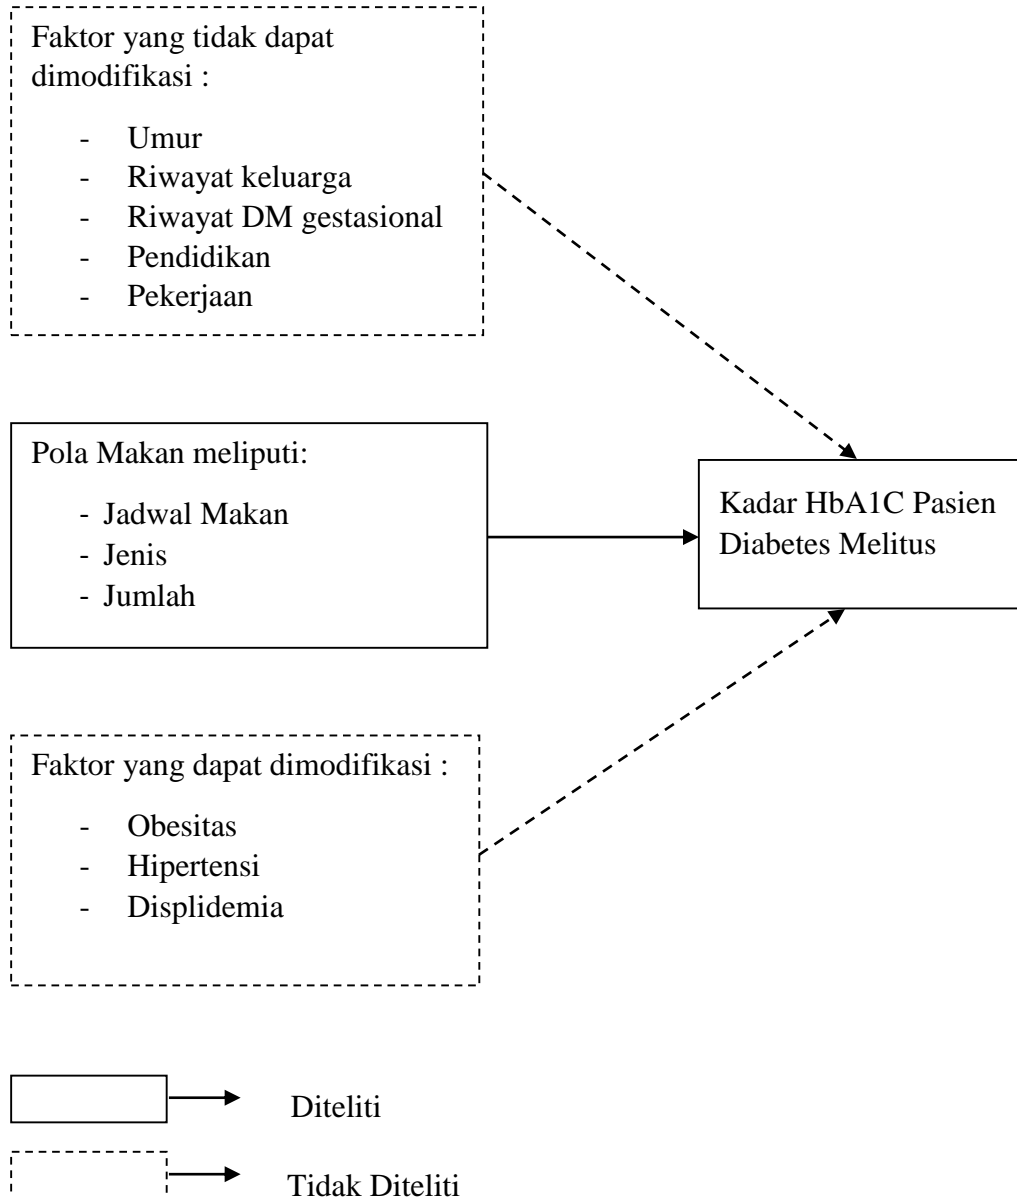 Faktor yang tidak dapat
dimodifikasi :
- Umur
- Riwayat keluarga
- Riwayat DM gestasional
- Pendidikan
- Pekerjaan
Pola Makan meliputi:
- Jadwal Makan
- Jenis
- Jumlah
Kadar HbA1C Pasien
Diabetes Melitus
Faktor yang dapat dimodifikasi :
- Obesitas
- Hipertensi
- Displidemia
Diteliti
Tidak Diteliti